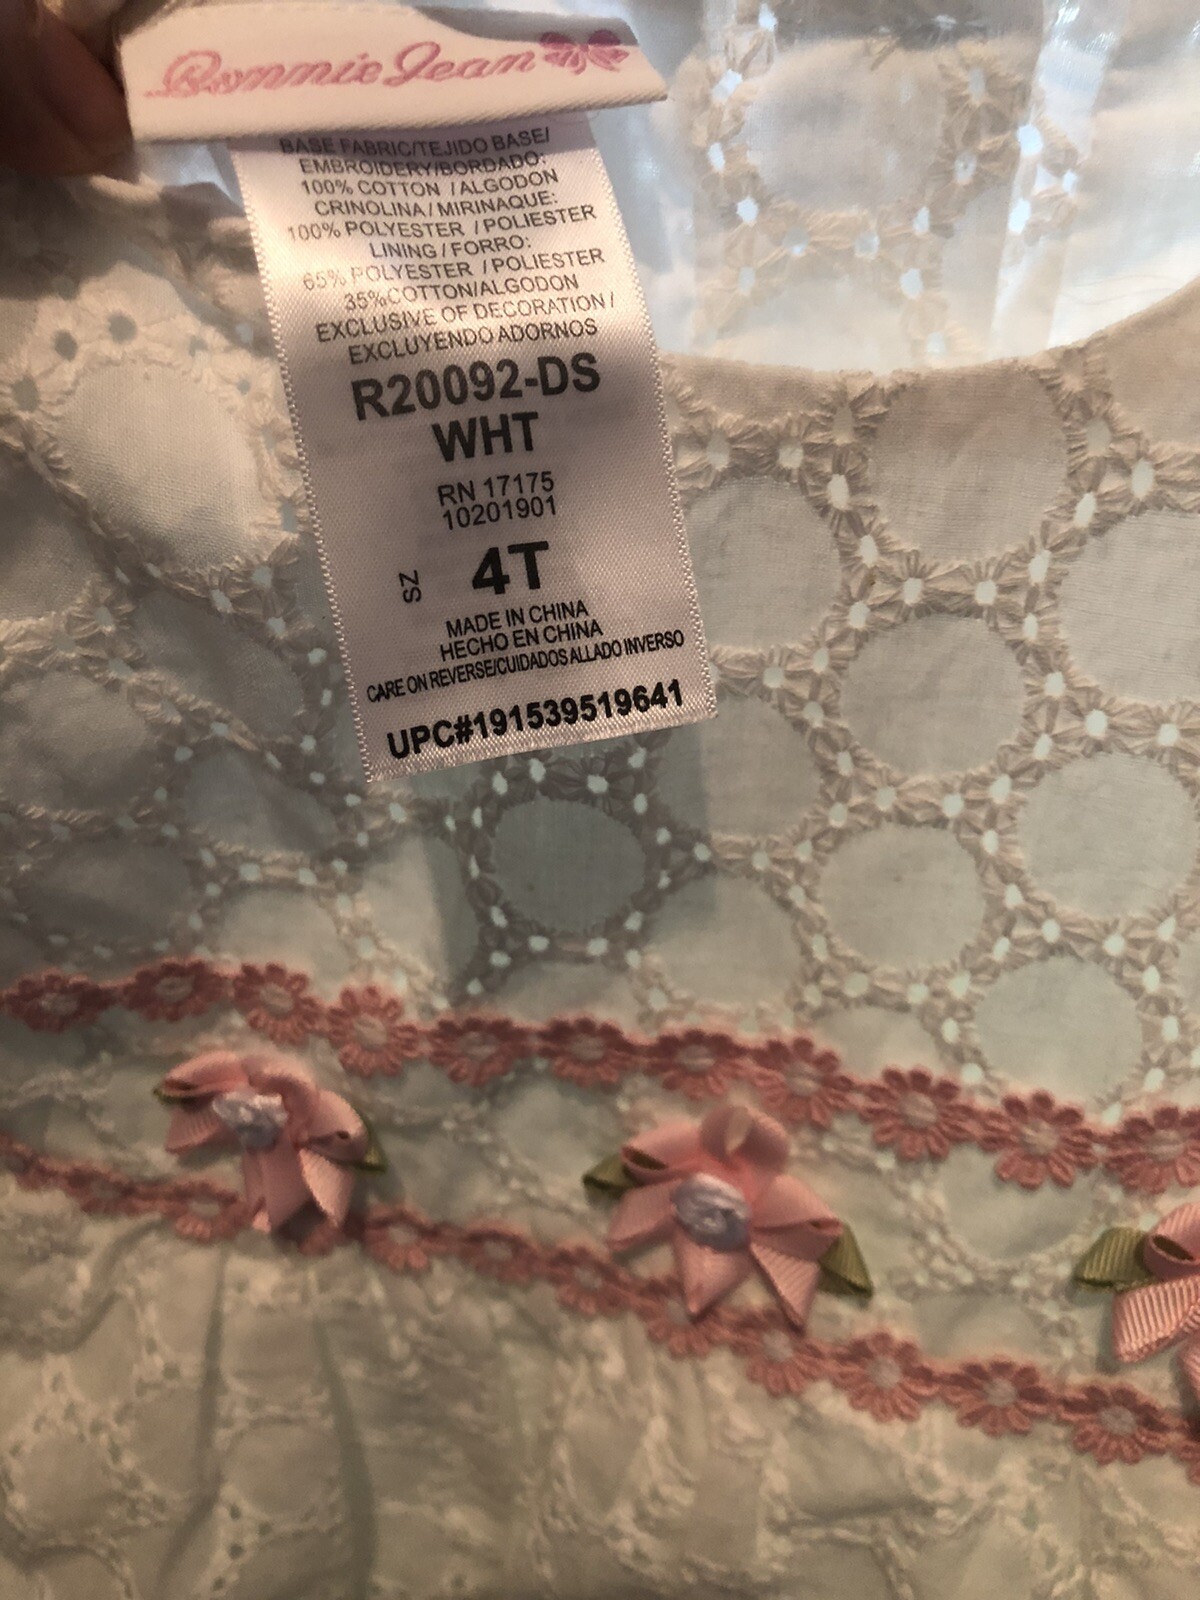 Bonnie Jean
BASE FABRIC/TEJIDO BASE/
EMBROIDERY/BORDADO:
100% COTTON /ALGODON
CRINOLINA/MIRINAQUE:
100% POLYESTER /POLIESTER
LINING/FORRO:
65% POLYESTER /POLIESTER
35%COTTON/ALGODON
EXCLUSIVE OF DECORATION/
EXCLUYENDO ADORNOS
R20092-DS
WHT
RN 17175
10201901
SZ 4T
MADE IN CHINA
HECHO EN CHINA
CARE ON REVERSE/CUIDADOS ALLADO INVERSO
UPC#191539519641